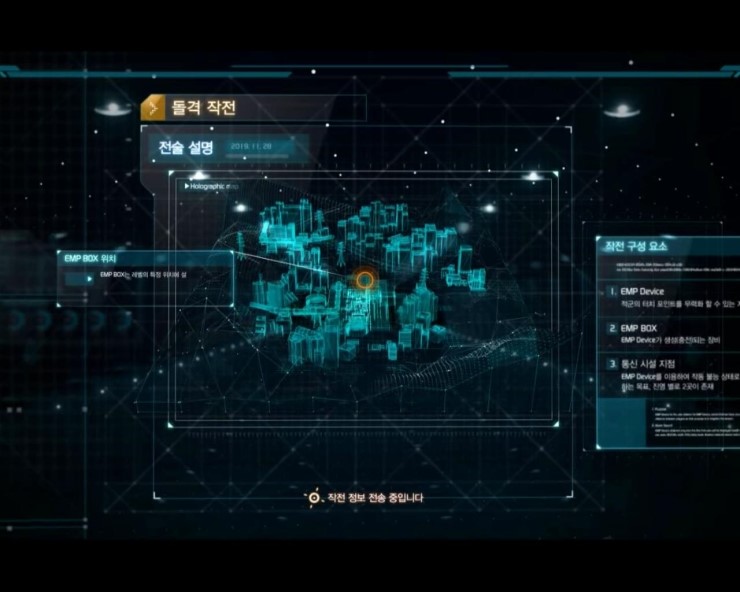 돌격 작전
전술 설명 2019. 11. 28
Holographic map
EMP BOX 위치
EMP BOX는 레벨의 특정 위치에 설
작전 구성 요소
1. EMP Device
적군의 터치 포인트를 무력화 할 수 있는
2. EMP BOX
EMP Device가 생성(충전)되는 장비
3 통신 시설 지점
EMP Device를 이용하여 작동 불능 상태로
하는 목표, 진영 별로 2곳이 존재
작전 정보 전송 중입니다